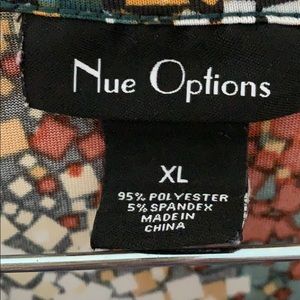 Nue Options
XL
95% POLYESTER
5% SPANDEX
MADE IN
CHINA